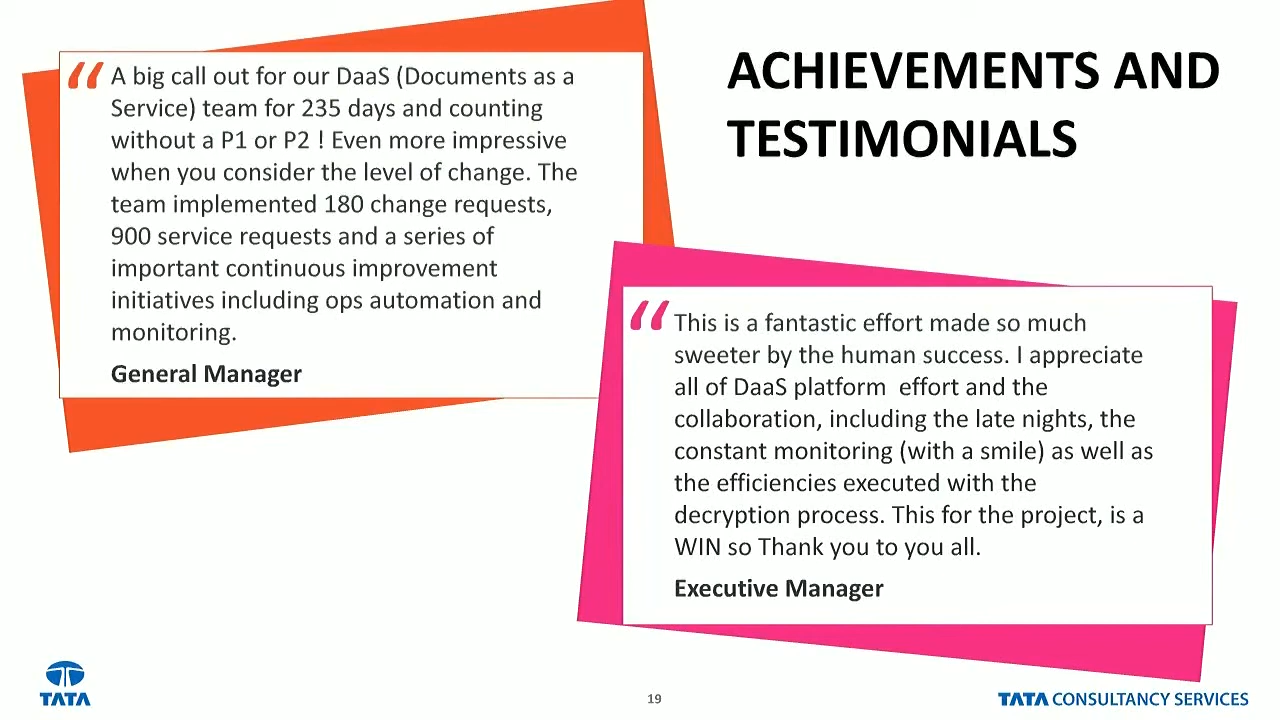 ACHIEVEMENTS AND
TESTIMONIALS
“ A big call out for our DaaS (Documents as a
Service) team for 235 days and counting
without a P1 or P2 ! Even more impressive
when you consider the level of change. The
team implemented 180 change requests,
900 service requests and a series of
important continuous improvement
initiatives including ops automation and
monitoring.
General Manager
“ This is a fantastic effort made so much
sweeter by the human success. I appreciate
all of DaaS platform  effort and the
collaboration, including the late nights, the
constant monitoring (with a smile) as well as
the efficiencies executed with the
decryption process. This for the project, is a
WIN so Thank you to you all.
Executive Manager
TATA
19
TATA CONSULTANCY SERVICES